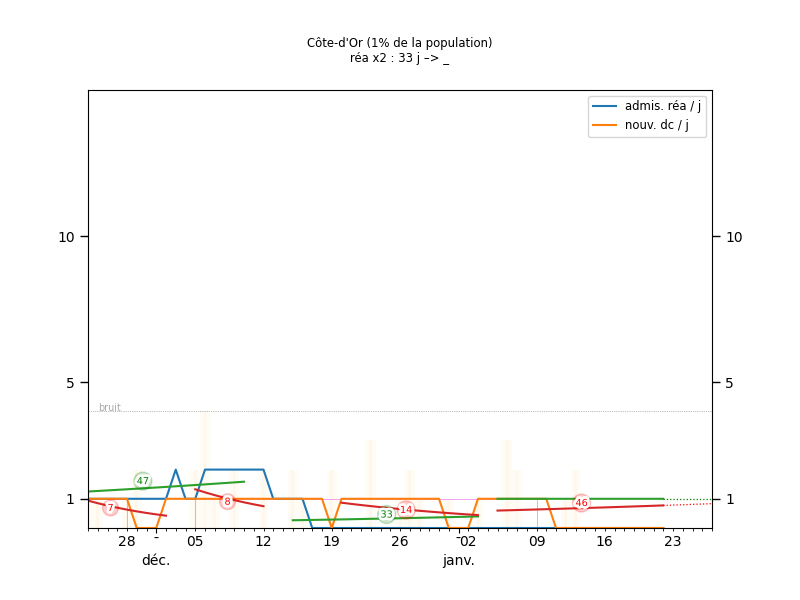 Côte-d'Or (1% de la population)
réa x2 : 33 j –> _
admis. réa / j
nouv. dc / j
10 10
5 5
bruit
47
7 8 33 14 46
1 1
28 - 05 12 19 26 -02 09 16 23
déc. janv.